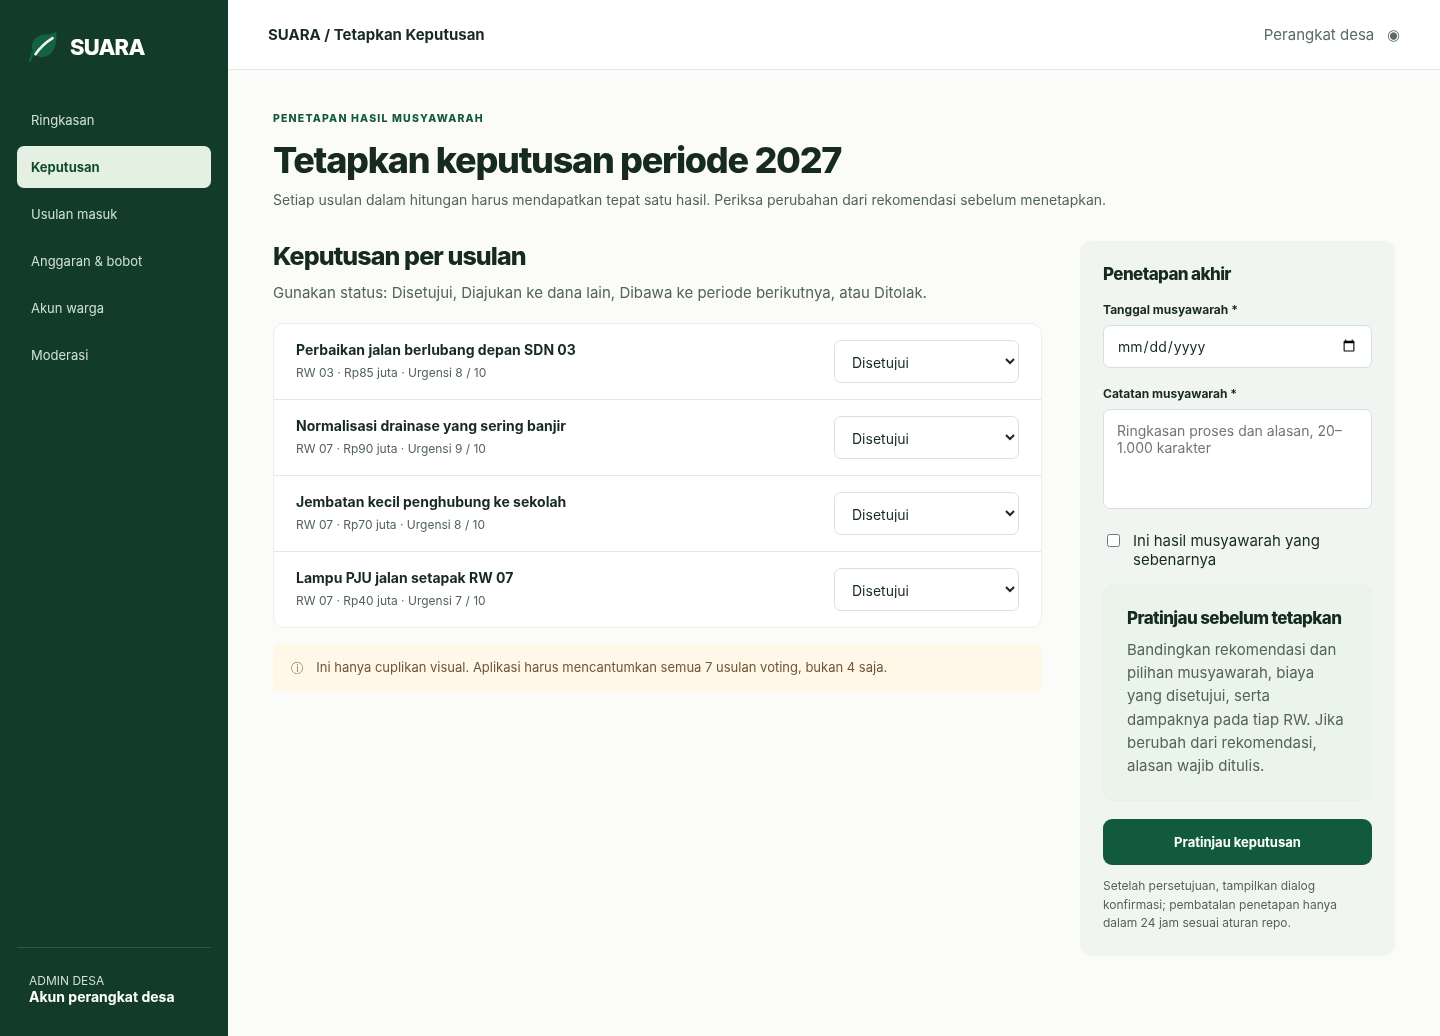 SUARA
Ringkasan
Keputusan
Usulan masuk
Anggaran & bobot
Akun warga
Moderasi
ADMIN DESA
Akun perangkat desa
SUARA / Tetapkan Keputusan
Perangkat desa
PENETAPAN HASIL MUSYAWARAH
Tetapkan keputusan periode 2027
Setiap usulan dalam hitungan harus mendapatkan tepat satu hasil. Periksa perubahan dari rekomendasi sebelum menetapkan.
Keputusan per usulan
Gunakan status: Disetujui, Diajukan ke dana lain, Dibawa ke periode berikutnya, atau Ditolak.
Perbaikan jalan berlubang depan SDN 03
RW 03 · Rp85 juta · Urgensi 8 / 10
Disetujui
Normalisasi drainase yang sering banjir
RW 07 · Rp90 juta · Urgensi 9 / 10
Disetujui
Jembatan kecil penghubung ke sekolah
RW 07 · Rp70 juta · Urgensi 8 / 10
Disetujui
Lampu PJU jalan setapak RW 07
RW 07 · Rp40 juta · Urgensi 7 / 10
Disetujui
ⓘ Ini hanya cuplikan visual. Aplikasi harus mencantumkan semua 7 usulan voting, bukan 4 saja.
Penetapan akhir
Tanggal musyawarah *
mm/dd/yyyy
Catatan musyawarah *
Ringkasan proses dan alasan, 20–
1.000 karakter
Ini hasil musyawarah yang
sebenarnya
Pratinjau sebelum tetapkan
Bandingkan rekomendasi dan
pilihan musyawarah, biaya
yang disetujui, serta
dampaknya pada tiap RW. Jika
berubah dari rekomendasi,
alasan wajib ditulis.
Pratinjau keputusan
Setelah persetujuan, tampilkan dialog
konfirmasi; pembatalan penetapan hanya
dalam 24 jam sesuai aturan repo.